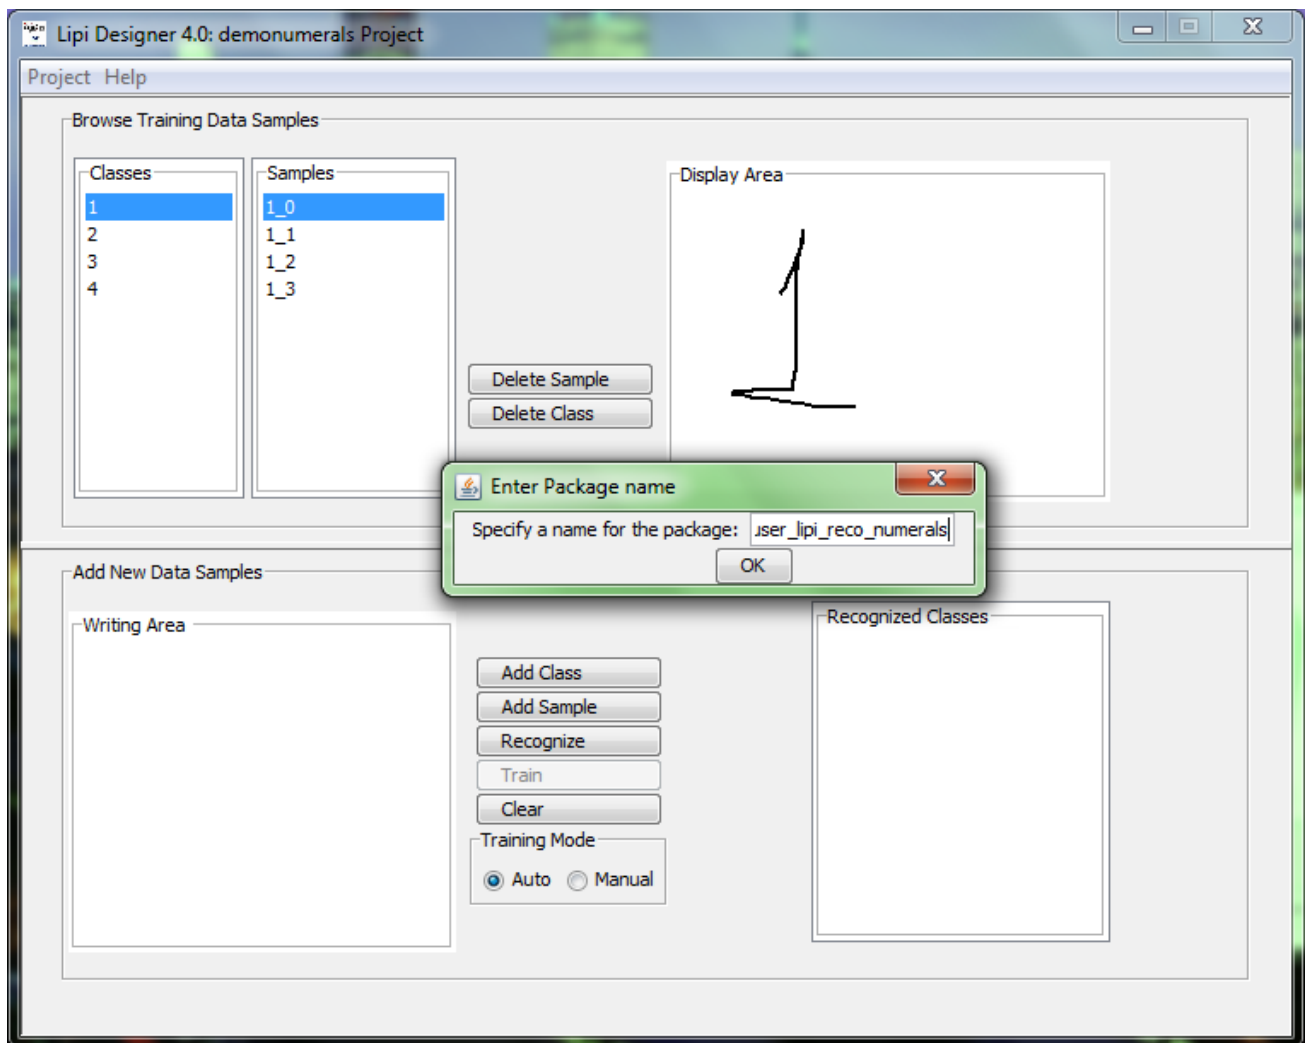 Lipi Designer 4.0: demonumerals Project
Project Help
Browse Training Data Samples
Classes
1
2
3
4
Samples
1_0
1_1
1_2
1_3
Delete Sample
Delete Class
Display Area
Enter Package name
Specify a name for the package: user_lipi_reco_numerals
OK
Add New Data Samples
Writing Area
Add Class
Add Sample
Recognize
Train
Clear
Training Mode
Auto Manual
Recognized Classes